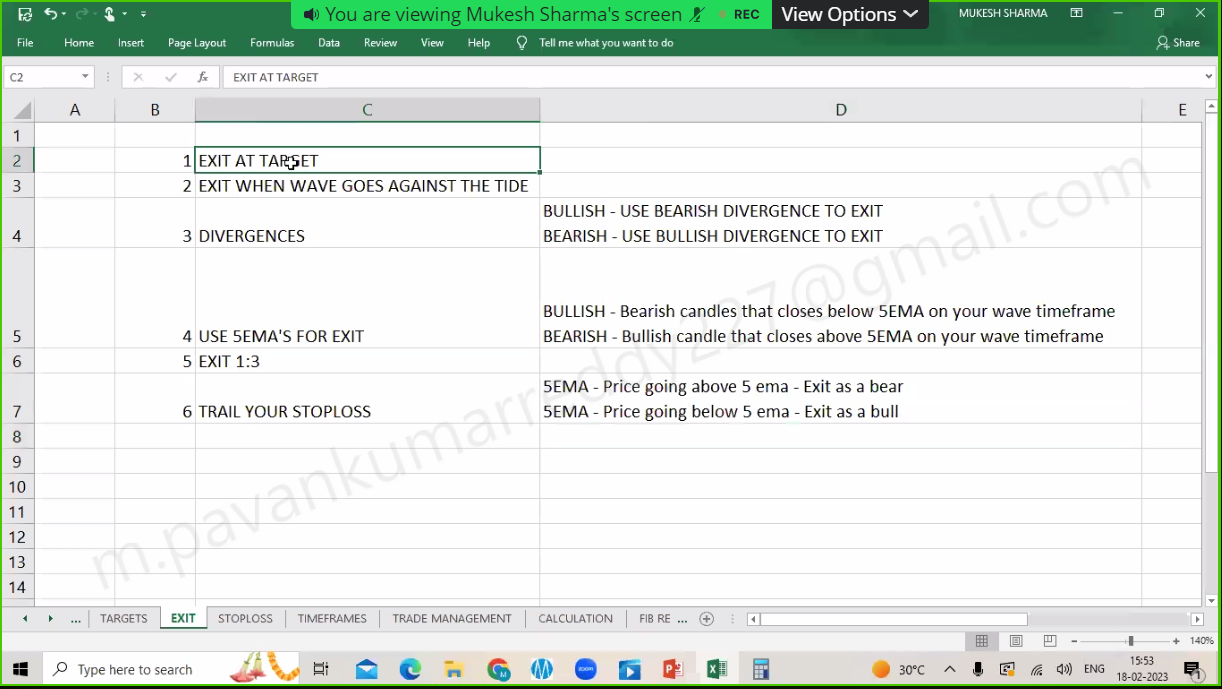 You are viewing Mukesh Sharma's screen
REC
View Options
MUKESH SHARMA
File Home Insert Page Layout Formulas Data Review View Help Tell me what you want to do Share
C2 fx EXIT AT TARGET
A B C D E
1
2 1 EXIT AT TARGET
3 2 EXIT WHEN WAVE GOES AGAINST THE TIDE
BULLISH - USE BEARISH DIVERGENCE TO EXIT
4 3 DIVERGENCES BEARISH - USE BULLISH DIVERGENCE TO EXIT
BULLISH - Bearish candles that closes below 5EMA on your wave timeframe
5 4 USE 5EMA'S FOR EXIT BEARISH - Bullish candle that closes above 5EMA on your wave timeframe
6 5 EXIT 1:3
5EMA - Price going above 5 ema - Exit as a bear
7 6 TRAIL YOUR STOPLOSS 5EMA - Price going below 5 ema - Exit as a bull
8
9
10
11
12
13
14
m.pavankumarreddy227@gmail.com
... TARGETS EXIT STOPLOSS TIMEFRAMES TRADE MANAGEMENT CALCULATION FIB RE ...
140%
Type here to search
zoom
30°C
ENG
15:53
18-02-2023
1